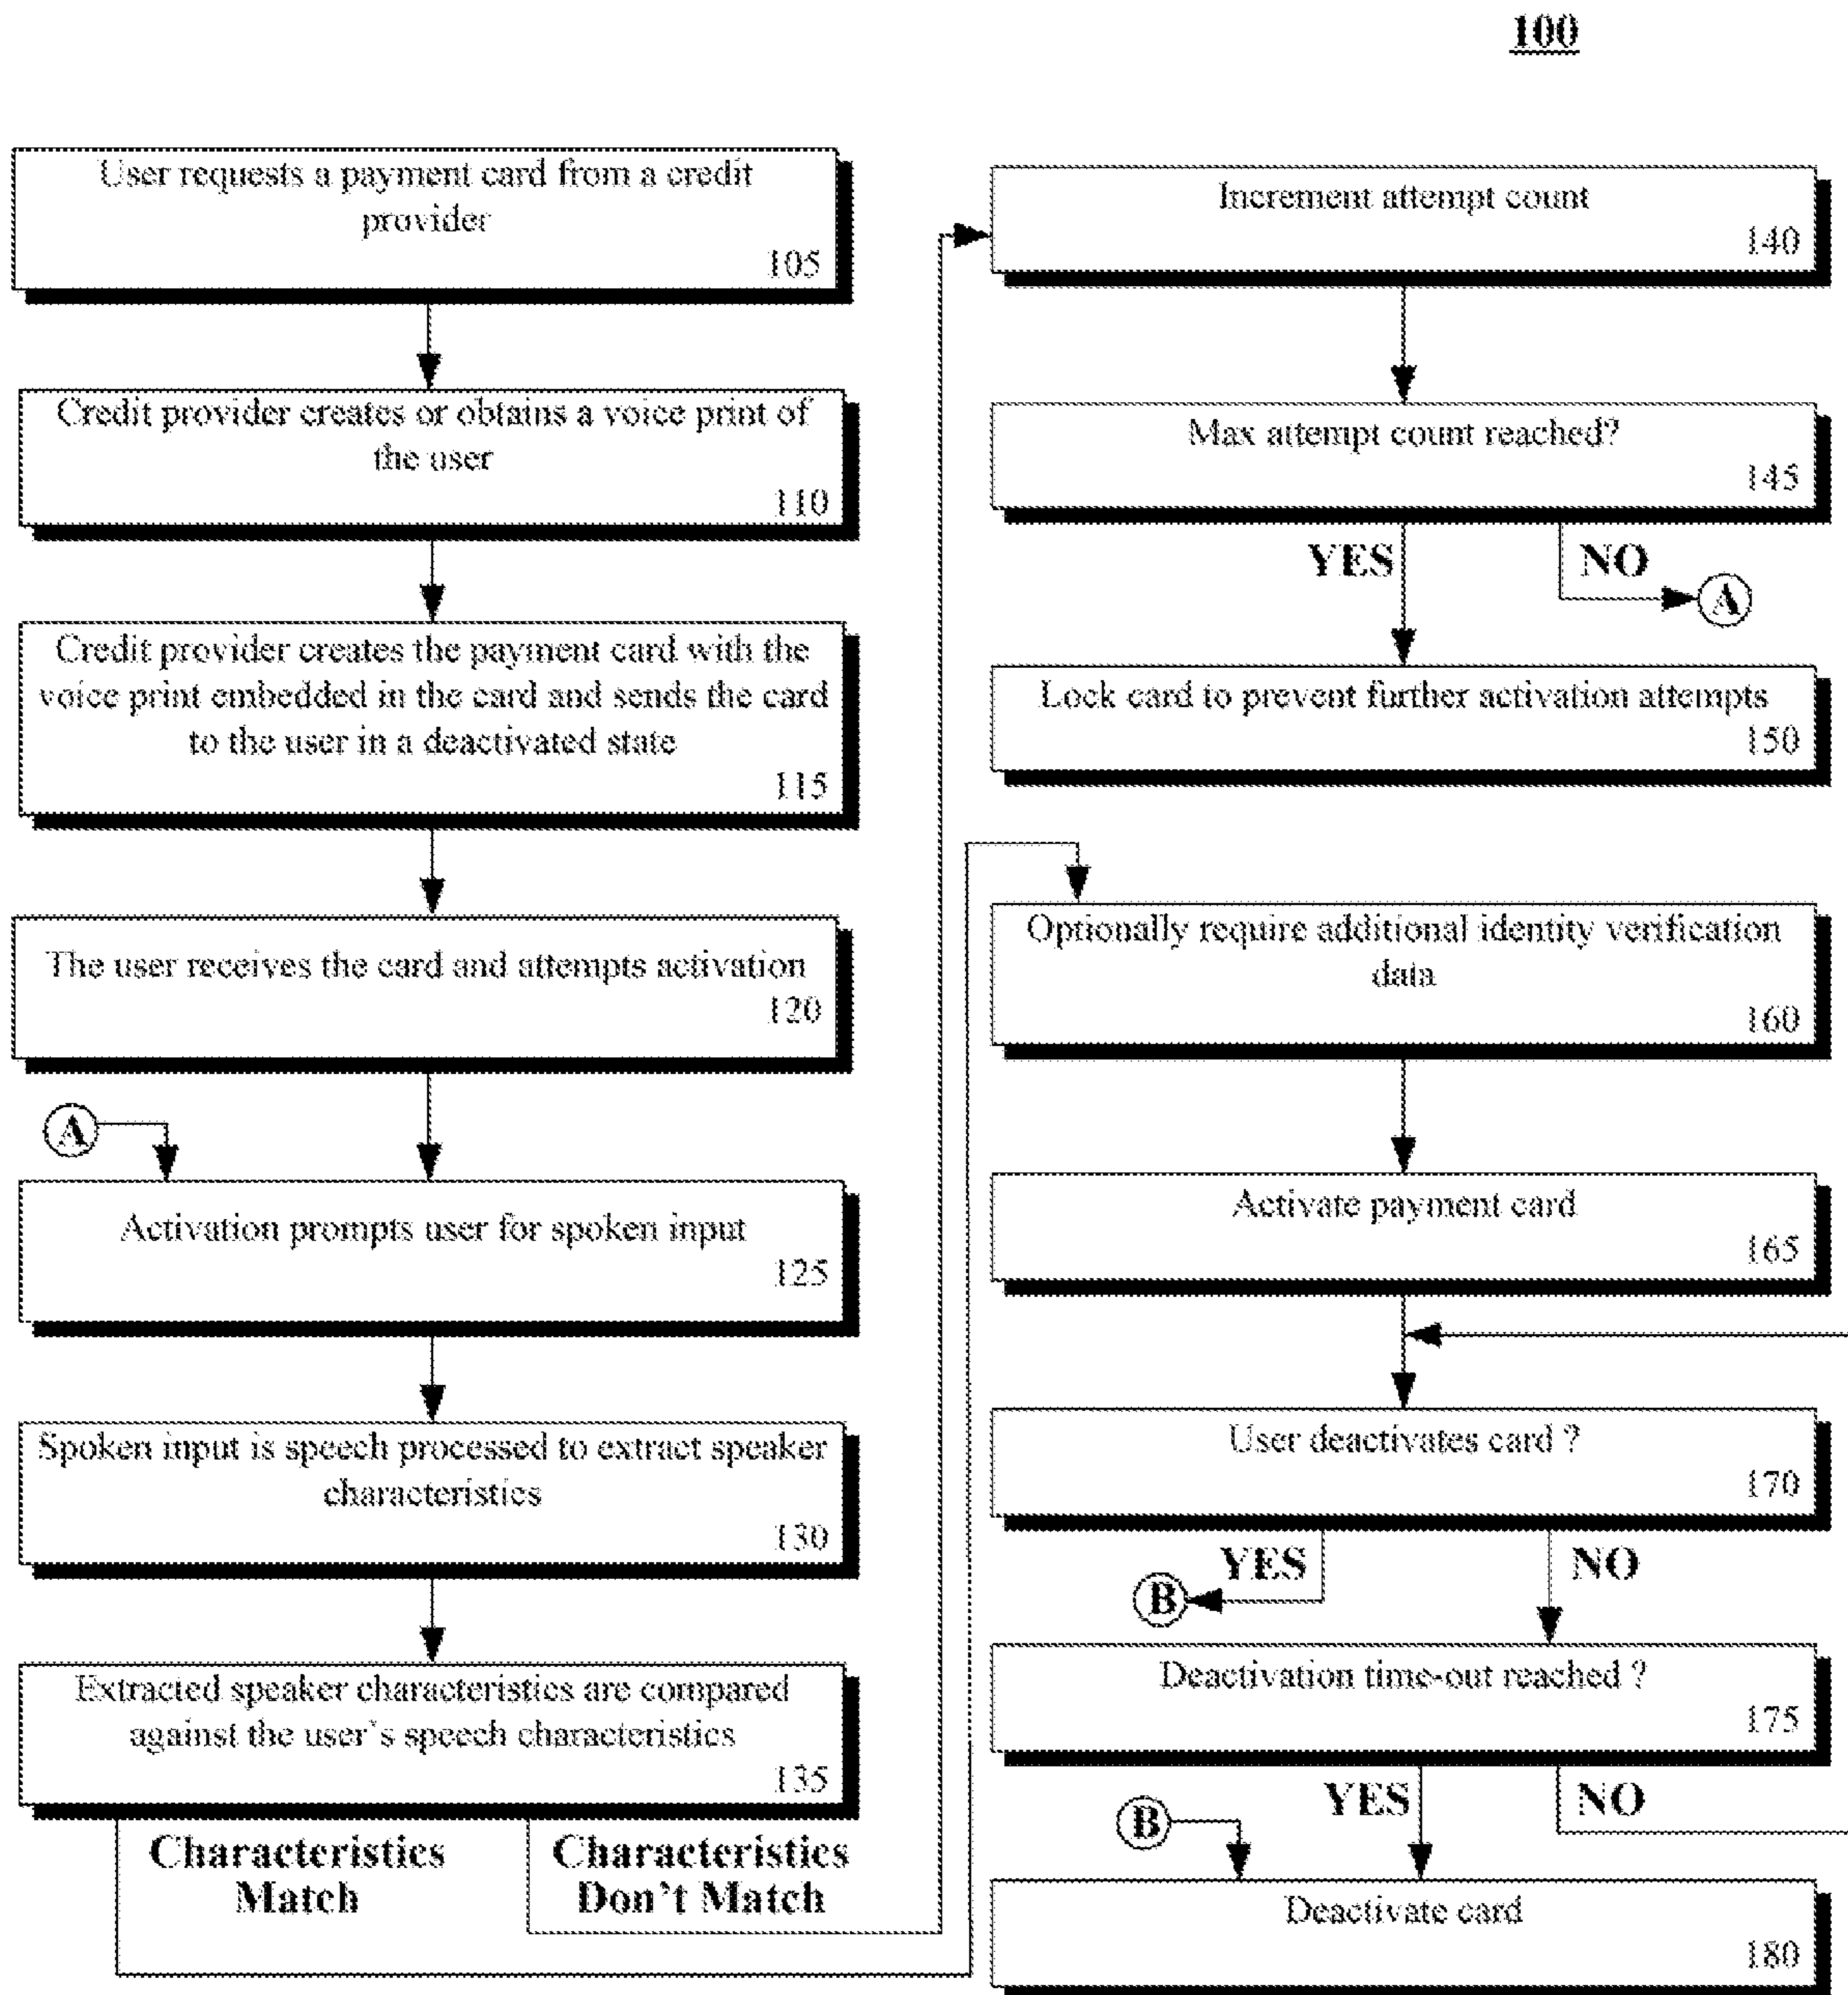 100
User requests a payment card from a credit
provider
105
Credit provider creates or obtains a voice print of
the user
110
Credit provider creates the payment card with the
voice print embedded in the card and sends the card
to the user in a deactivated state
115
The user receives the card and attempts activation
120
A
Activation prompts user for spoken input
125
Spoken input is speech processed to extract speaker
characteristics
130
Extracted speaker characteristics are compared
against the user's speech characteristics
135
Characteristics
Match
Characteristics
Don't Match
Increment attempt count
140
Max attempt count reached?
145
YES
NO
A
Lock card to prevent further activation attempts
150
Optionally require additional identity verification
data
160
Activate payment card
165
User deactivates card ?
170
YES
NO
B
Deactivation time-out reached ?
175
YES
NO
B
Deactivate card
180